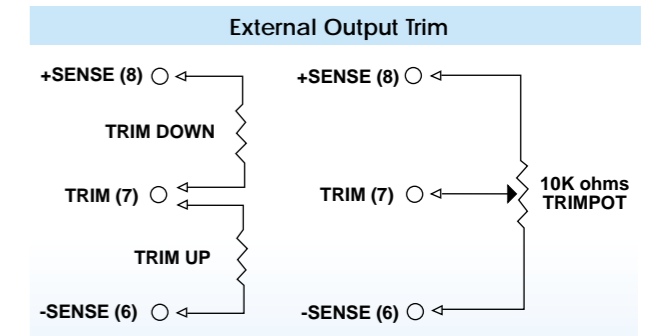 External Output Trim
+SENSE (8)
TRIM DOWN
TRIM (7)
TRIM UP
-SENSE (6)
+SENSE (8)
TRIM (7)
10K ohms
TRIMPOT
-SENSE (6)